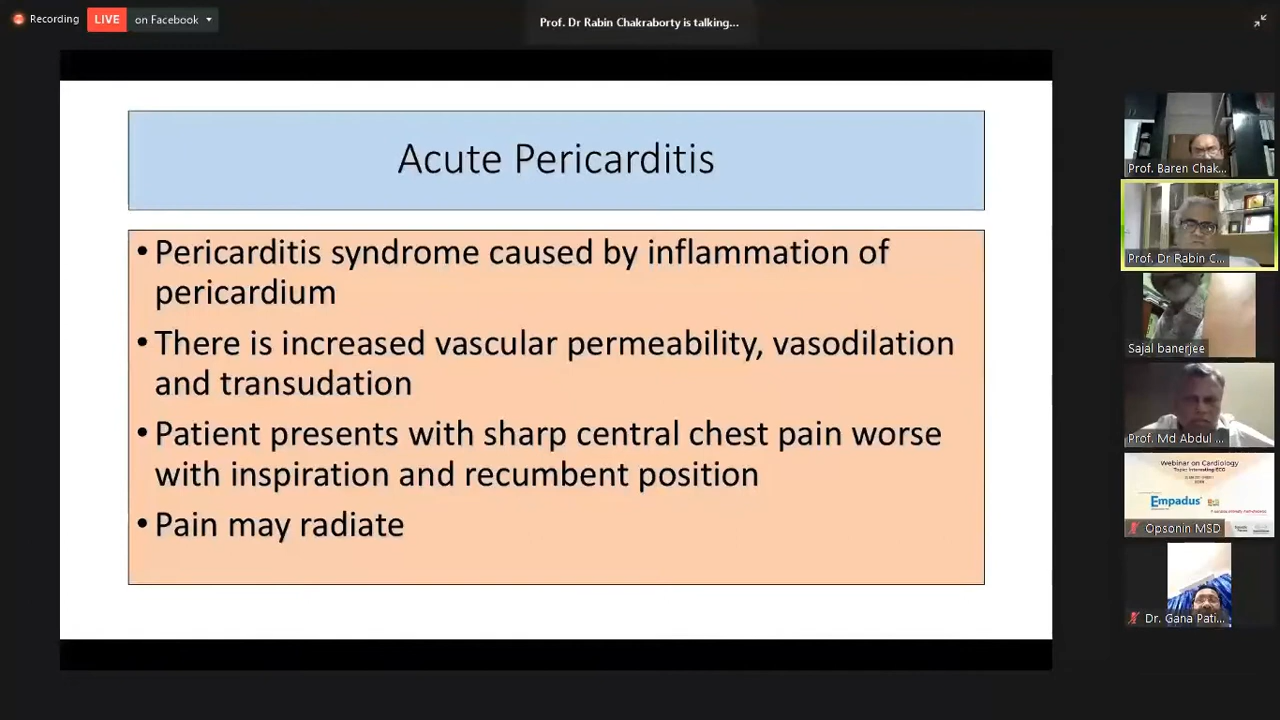 Recording
LIVE
on Facebook
Prof. Dr Rabin Chakraborty is talking...
Acute Pericarditis
• Pericarditis syndrome caused by inflammation of
pericardium
• There is increased vascular permeability, vasodilation
and transudation
• Patient presents with sharp central chest pain worse
with inspiration and recumbent position
• Pain may radiate
Prof. Baren Chak...
Prof. Dr Rabin C...
Sajal banerjee
Prof. Md Abdul ...
Webinar on Cardiology
Topic: Interesting ECG
Empadus
Opsonin MSD
Dr. Gana Pati...